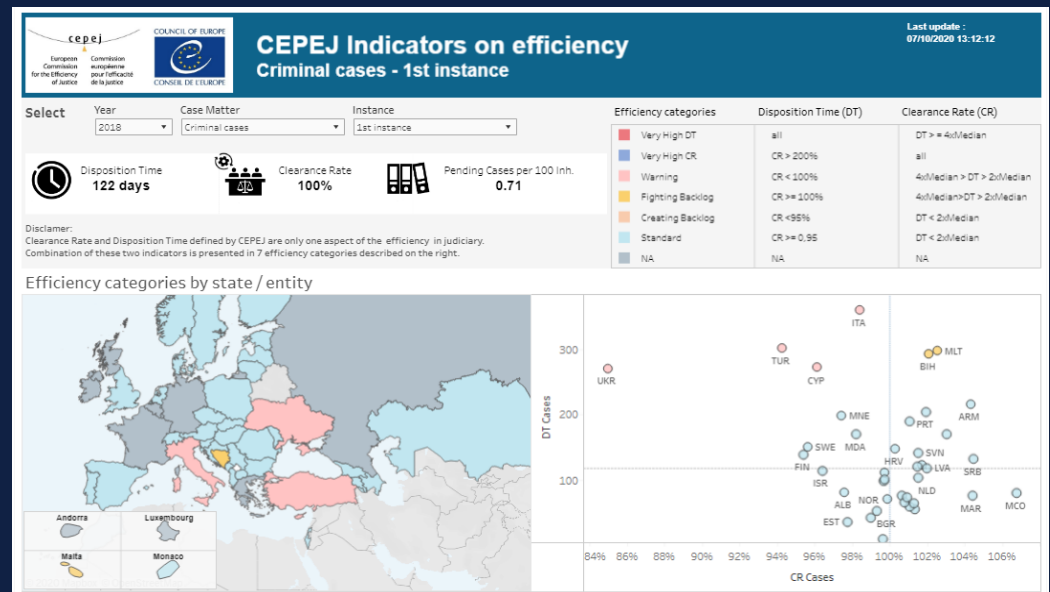 cepej
European Commission
for the Efficiency
of Justice
Commission
européenne
pour l'efficacité
de la justice
COUNCIL OF EUROPE
CONSEIL DE L'EUROPE
CEPEJ Indicators on efficiency
Criminal cases - 1st instance
Last update :
07/10/2020 13:12:12
Select
Year
2018
Case Matter
Criminal cases
Instance
1st instance
Disposition Time
122 days
Clearance Rate
100%
Pending Cases per 100 Inh.
0.71
Disclamer:
Clearance Rate and Disposition Time defined by CEPEJ are only one aspect of the efficiency in judiciary.
Combination of these two indicators is presented in 7 efficiency categories described on the right.
Efficiency categories Disposition Time (DT) Clearance Rate (CR)
Very High DT all DT > = 4xMedian
Very High CR CR > 200% all
Warning CR < 100% 4xMedian > DT > 2xMedian
Fighting Backlog CR >= 100% 4xMedian>DT > 2xMedian
Creating Backlog CR <95% DT < 2xMedian
Standard CR >= 0,95 DT < 2xMedian
NA NA NA
Efficiency categories by state / entity
Andorra
Luxembourg
Malta
Monaco
DT Cases
300
200
100
ITA
TUR
MLT
BIH
UKR
CYP
MNE
ARM
PRT
SWE
MDA
HRV
SVN
FIN
LVA
SRB
ISR
NLD
ALB
NOR
MAR
MCO
EST
BGR
84% 86% 88% 90% 92% 94% 96% 98% 100% 102% 104% 106%
CR Cases